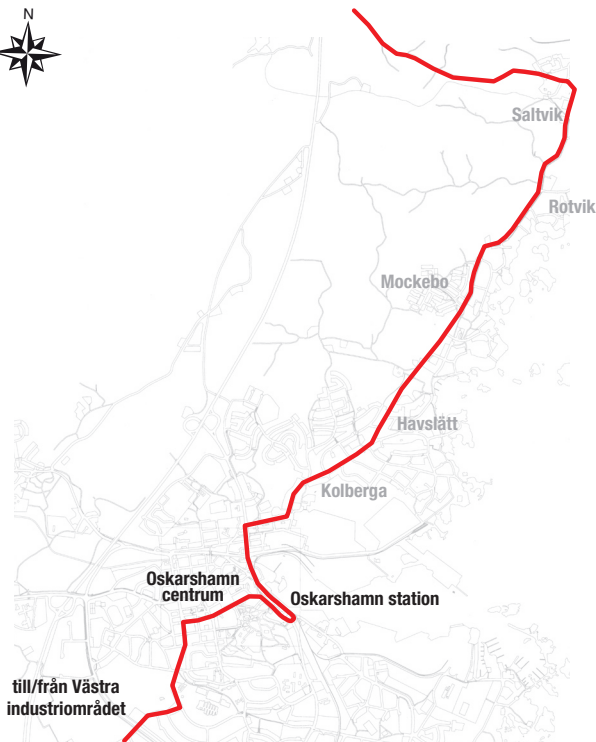 N
Saltvik
Rotvik
Mockebo
Havslätt
Kolberga
Oskarshamn
centrum
Oskarshamn station
till/från Västra
industriområdet